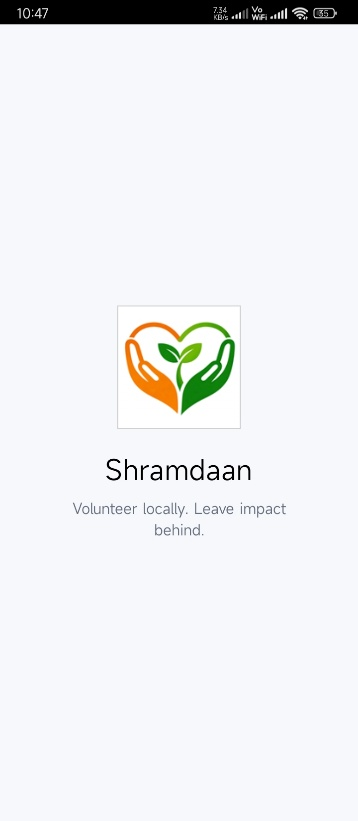 10:47
7.34
KB/s
Vo
WiFi
35
Shramdaan
Volunteer locally. Leave impact
behind.